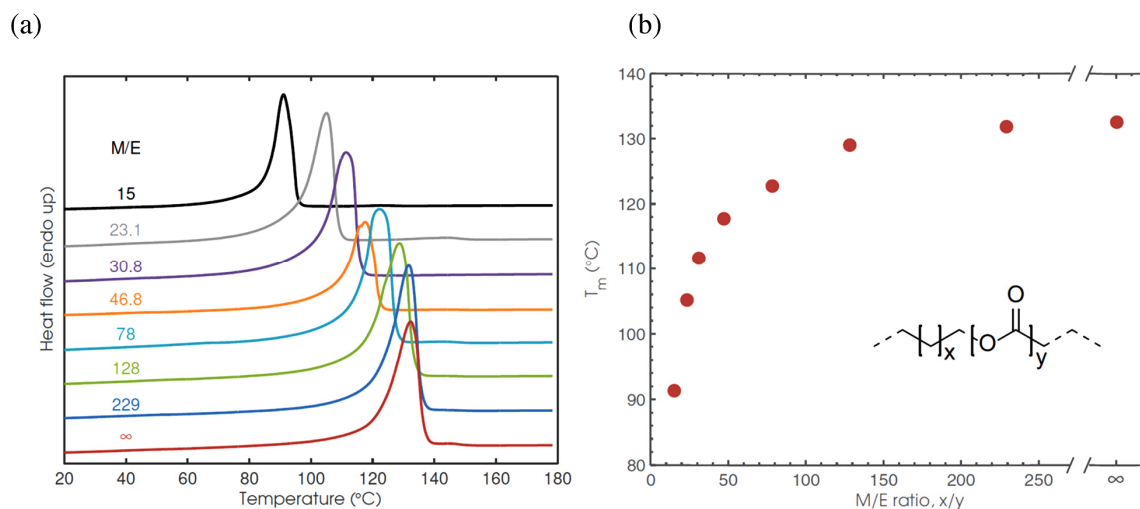 (a)
(b)
Heat flow (endo up)
M/E
15
23.1
30.8
46.8
78
128
229
∞
20 40 60 80 100 120 140 160 180
Temperature (°C)
Tm (°C)
140
130
120
110
100
90
80
O
[ ]x [O ]y
0 50 100 150 200 250 ∞
M/E ratio, x/y